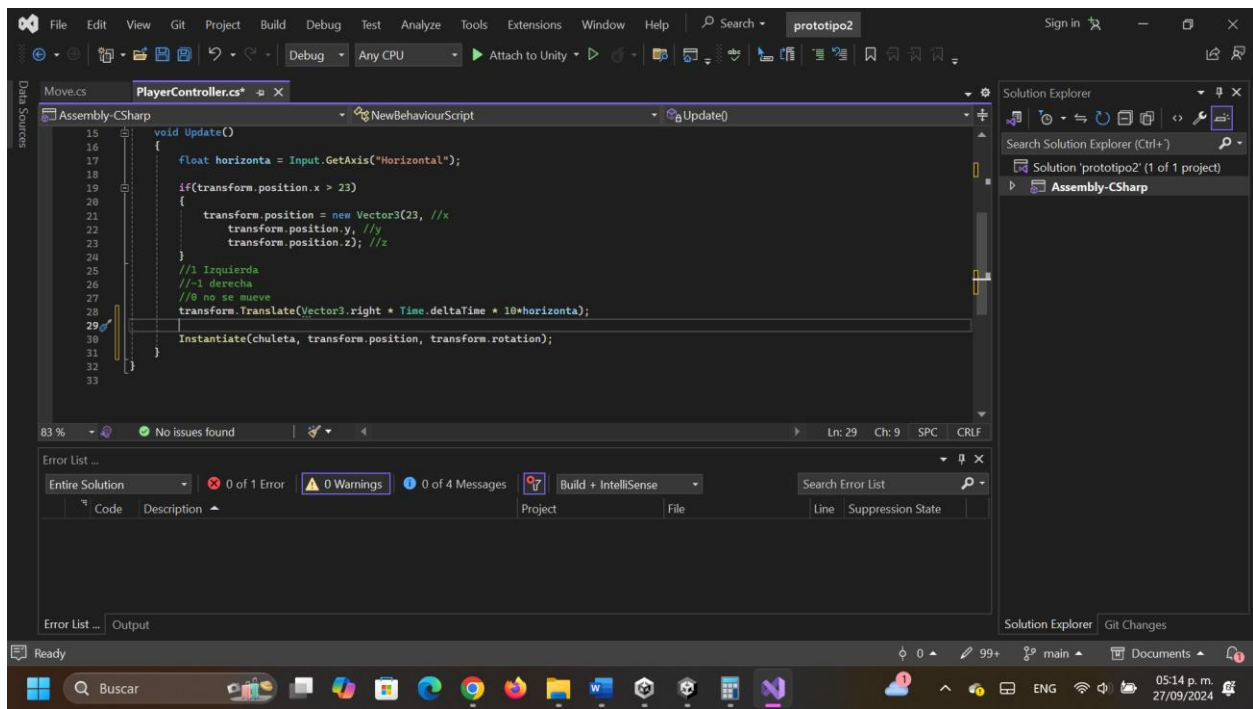 File Edit View Git Project Build Debug Test Analyze Tools Extensions Window Help Search prototipo2 Sign in
Debug Any CPU Attach to Unity
Data Sources
Move.cs PlayerController.cs*
Assembly-CSharp NewBehaviourScript Update()
15 void Update()
16 {
17 float horizonta = Input.GetAxis("Horizontal");
18
19 if(transform.position.x > 23)
20 {
21 transform.position = new Vector3(23, //x
22 transform.position.y, //y
23 transform.position.z); //z
24 }
25 //1 Izquierda
26 //-1 derecha
27 //0 no se mueve
28 transform.Translate(Vector3.right * Time.deltaTime * 10*horizonta);
29
30 Instantiate(chuleta, transform.position, transform.rotation);
31 }
32 }
33
83 % No issues found Ln: 29 Ch: 9 SPC CRLF
Error List ...
Entire Solution 0 of 1 Error 0 Warnings 0 of 4 Messages Build + IntelliSense Search Error List
Code Description Project File Line Suppression State
Error List ... Output
Solution Explorer
Search Solution Explorer (Ctrl+´)
Solution 'prototipo2' (1 of 1 project)
Assembly-CSharp
Solution Explorer Git Changes
Ready 0 99+ main Documents 1
Buscar 1 ENG 05:14 p. m.
27/09/2024